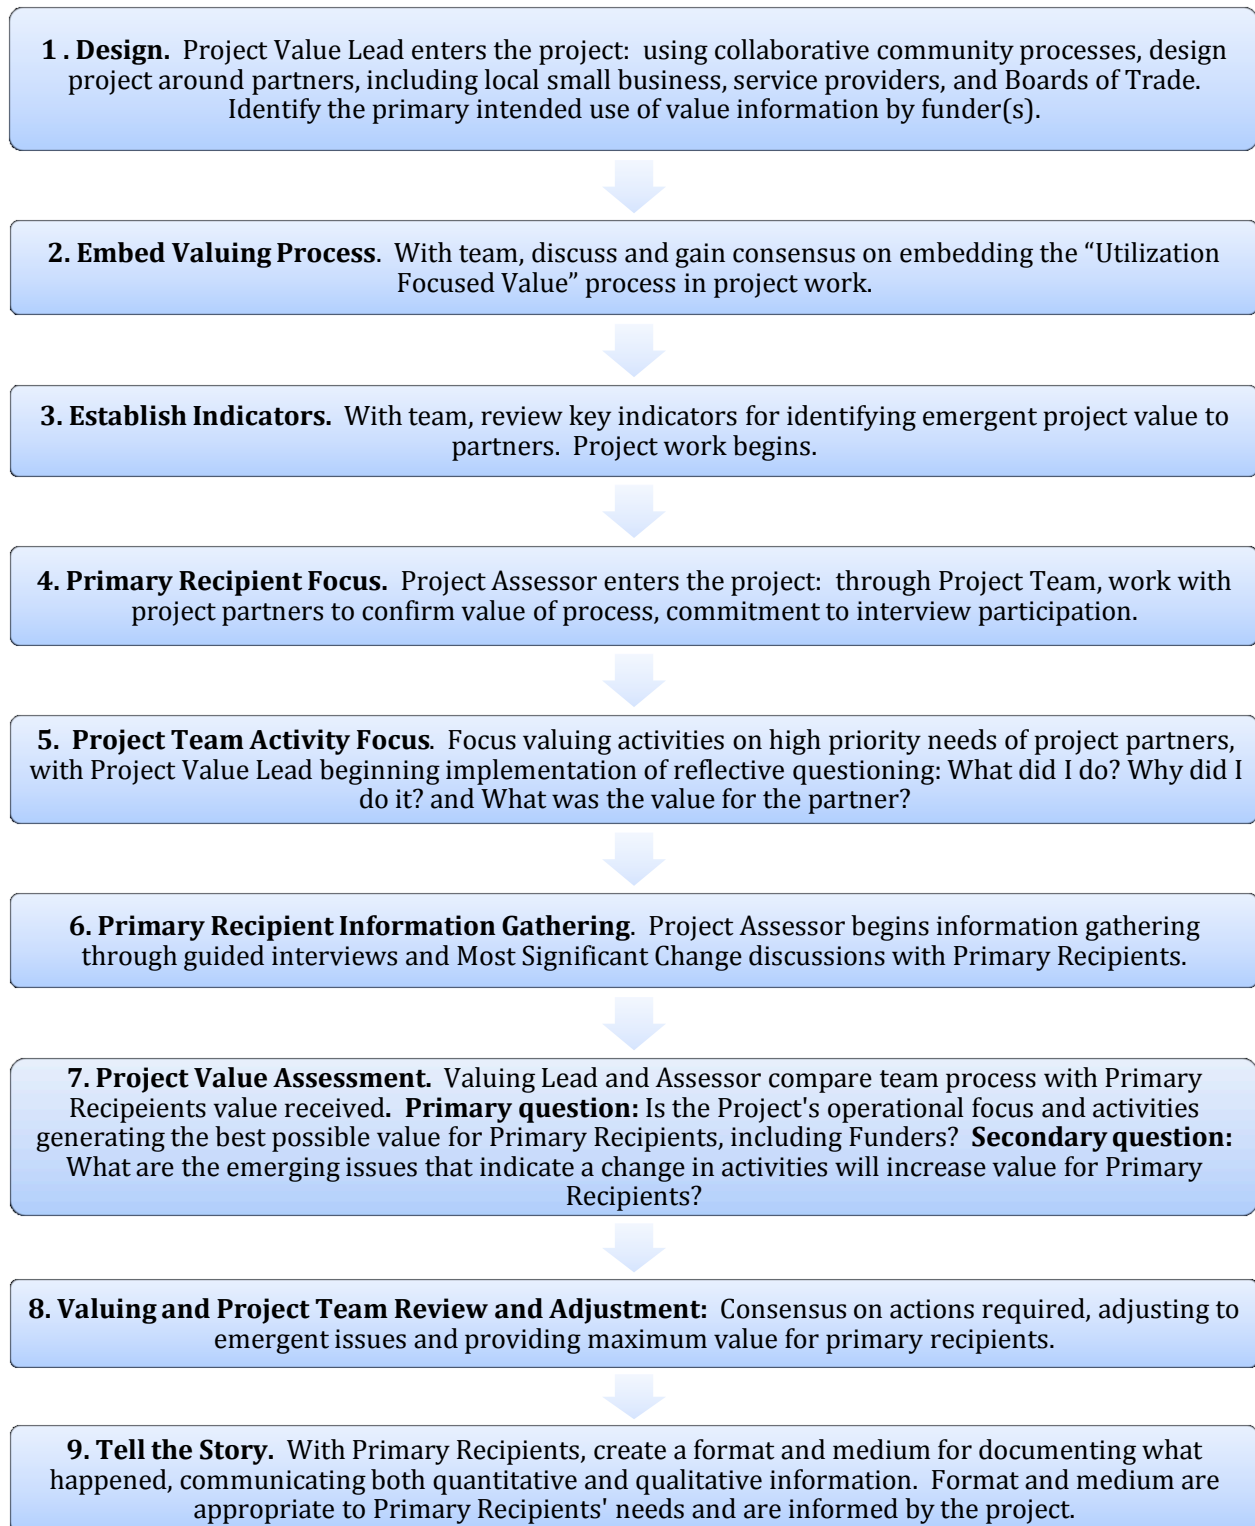 1 . Design. Project Value Lead enters the project: using collaborative community processes, design
project around partners, including local small business, service providers, and Boards of Trade.
Identify the primary intended use of value information by funder(s).
2. Embed Valuing Process. With team, discuss and gain consensus on embedding the “Utilization
Focused Value” process in project work.
3. Establish Indicators. With team, review key indicators for identifying emergent project value to
partners. Project work begins.
4. Primary Recipient Focus. Project Assessor enters the project: through Project Team, work with
project partners to confirm value of process, commitment to interview participation.
5. Project Team Activity Focus. Focus valuing activities on high priority needs of project partners,
with Project Value Lead beginning implementation of reflective questioning: What did I do? Why did I
do it? and What was the value for the partner?
6. Primary Recipient Information Gathering. Project Assessor begins information gathering
through guided interviews and Most Significant Change discussions with Primary Recipients.
7. Project Value Assessment. Valuing Lead and Assessor compare team process with Primary
Recipeients value received. Primary question: Is the Project's operational focus and activities
generating the best possible value for Primary Recipients, including Funders? Secondary question:
What are the emerging issues that indicate a change in activities will increase value for Primary
Recipients?
8. Valuing and Project Team Review and Adjustment: Consensus on actions required, adjusting to
emergent issues and providing maximum value for primary recipients.
9. Tell the Story. With Primary Recipients, create a format and medium for documenting what
happened, communicating both quantitative and qualitative information. Format and medium are
appropriate to Primary Recipients' needs and are informed by the project.